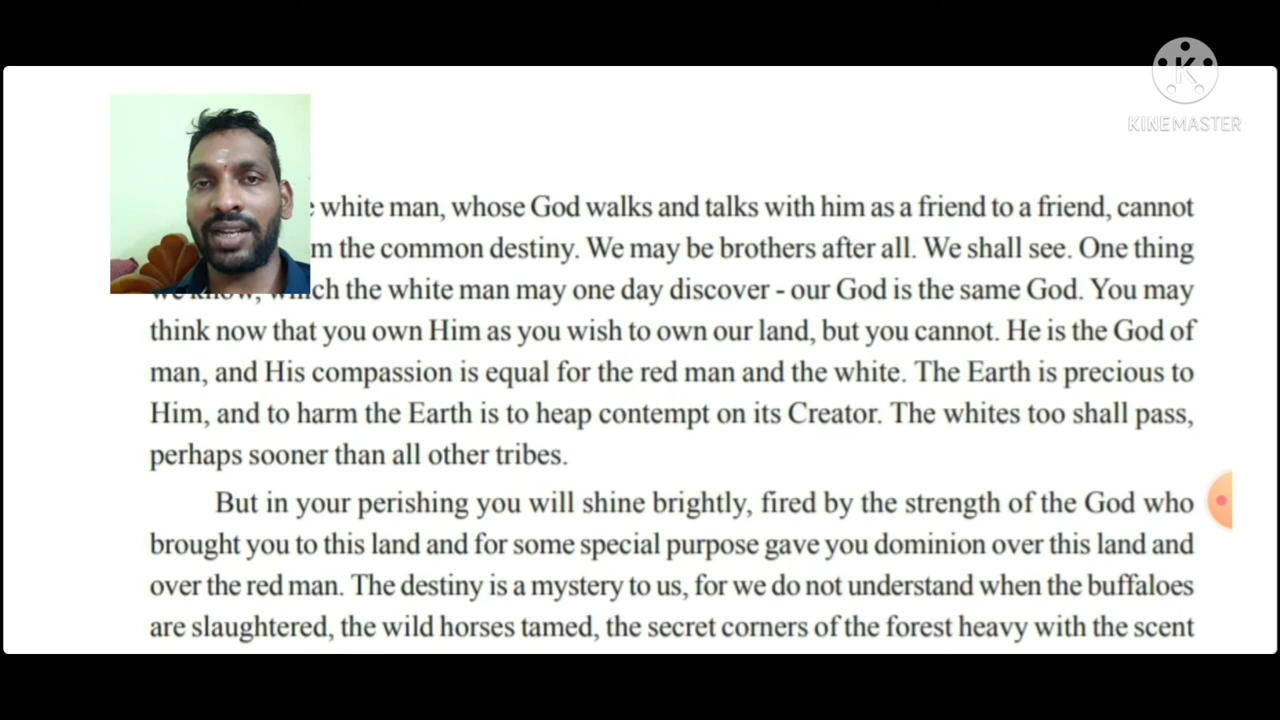 KINEMASTER
white man, whose God walks and talks with him as a friend to a friend, cannot
the common destiny. We may be brothers after all. We shall see. One thing
we know, which the white man may one day discover - our God is the same God. You may
think now that you own Him as you wish to own our land, but you cannot. He is the God of
man, and His compassion is equal for the red man and the white. The Earth is precious to
Him, and to harm the Earth is to heap contempt on its Creator. The whites too shall pass,
perhaps sooner than all other tribes.
But in your perishing you will shine brightly, fired by the strength of the God who
brought you to this land and for some special purpose gave you dominion over this land and
over the red man. The destiny is a mystery to us, for we do not understand when the buffaloes
are slaughtered, the wild horses tamed, the secret corners of the forest heavy with the scent